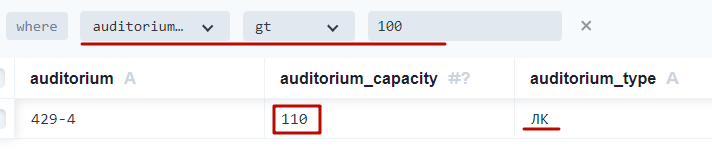 where auditorium… gt 100 ×
auditorium A auditorium_capacity #? auditorium_type A
429-4 110 ЛК